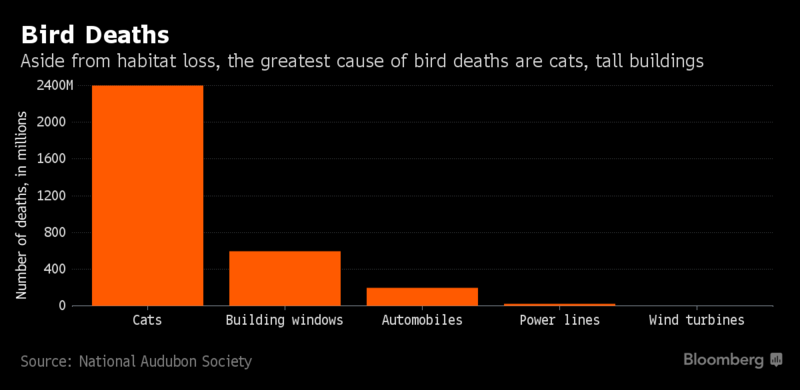 Bird Deaths
Aside from habitat loss, the greatest cause of bird deaths are cats, tall buildings
Number of deaths, in millions
2400M
2000
1600
1200
800
400
0
Cats Building windows Automobiles Power lines Wind turbines
Source: National Audubon Society
Bloomberg